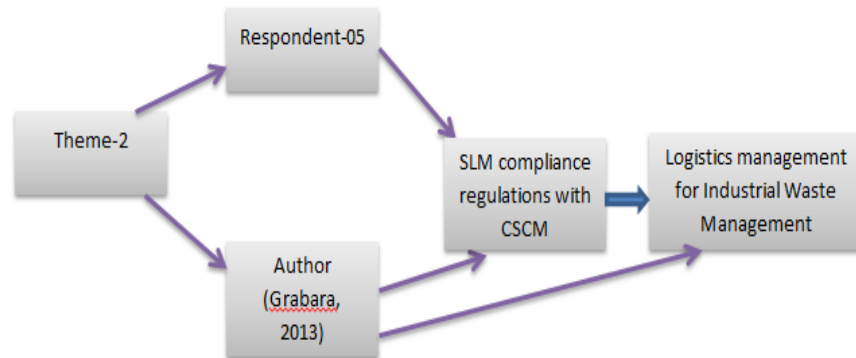 Respondent-05
Theme-2
SLM compliance
regulations with
CSCM
Logistics management
for Industrial Waste
Management
Author
(Grabara,
2013)